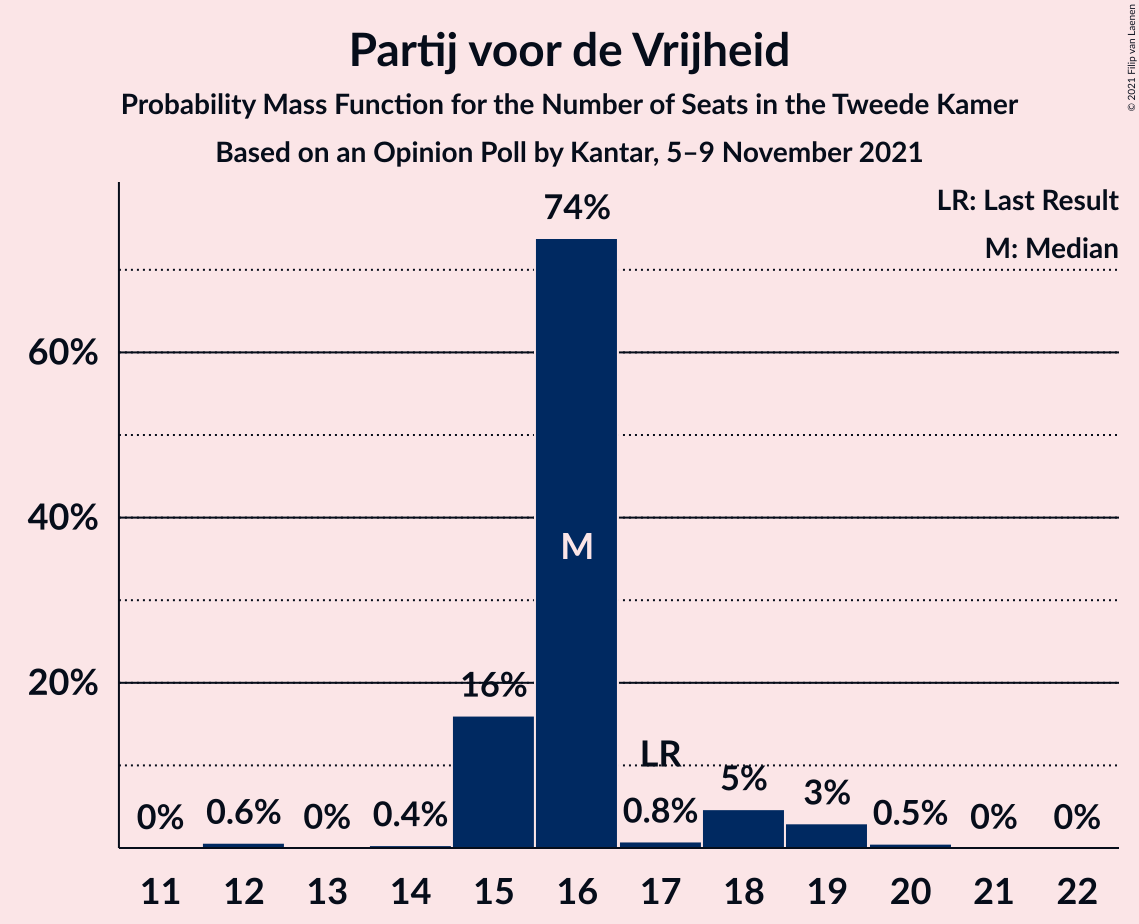 Partij voor de Vrijheid
Probability Mass Function for the Number of Seats in the Tweede Kamer
Based on an Opinion Poll by Kantar, 5–9 November 2021
© 2021 Filip van Laenen
LR: Last Result
M: Median
60%
40%
20%
0%
0.6%
0%
0.4%
16%
74%
M
LR
0.8%
5%
3%
0.5%
0%
0%
11 12 13 14 15 16 17 18 19 20 21 22